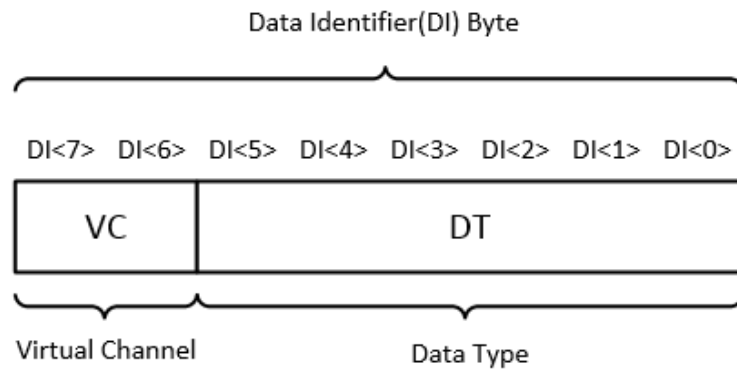 Data Identifier(DI) Byte
DI<7> DI<6> DI<5> DI<4> DI<3> DI<2> DI<1> DI<0>
VC DT
Virtual Channel Data Type